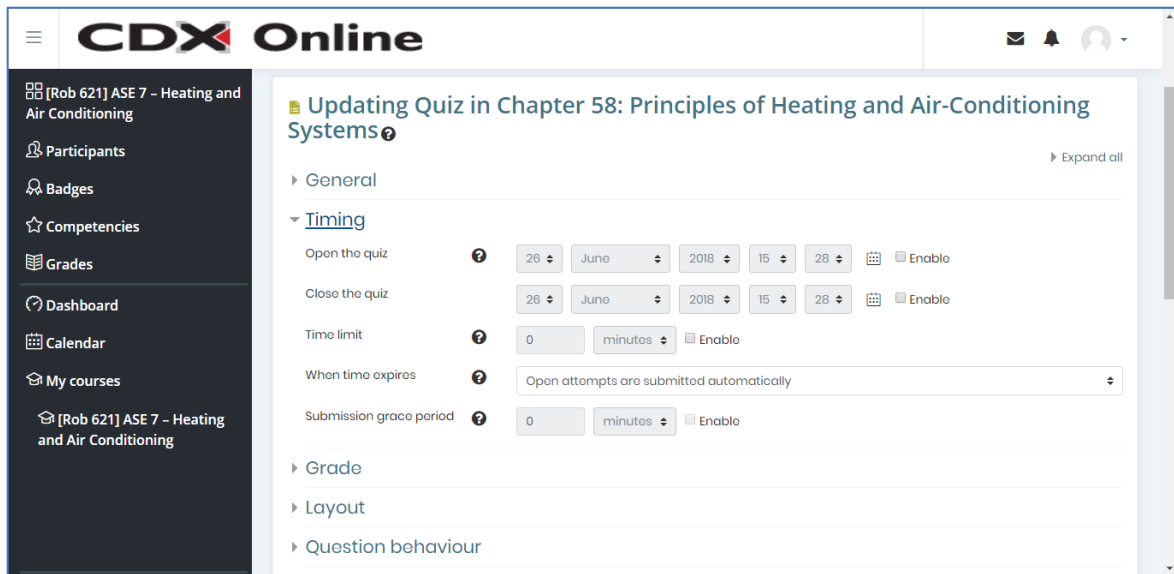 CDX Online
[Rob 621] ASE 7 – Heating and
Air Conditioning
Participants
Badges
Competencies
Grades
Dashboard
Calendar
My courses
[Rob 621] ASE 7 – Heating
and Air Conditioning
Updating Quiz in Chapter 58: Principles of Heating and Air-Conditioning
Systems
Expand all
General
Timing
Open the quiz 26 June 2018 15 28 Enable
Close the quiz 26 June 2018 15 28 Enable
Time limit 0 minutes Enable
When time expires Open attempts are submitted automatically
Submission grace period 0 minutes Enable
Grade
Layout
Question behaviour